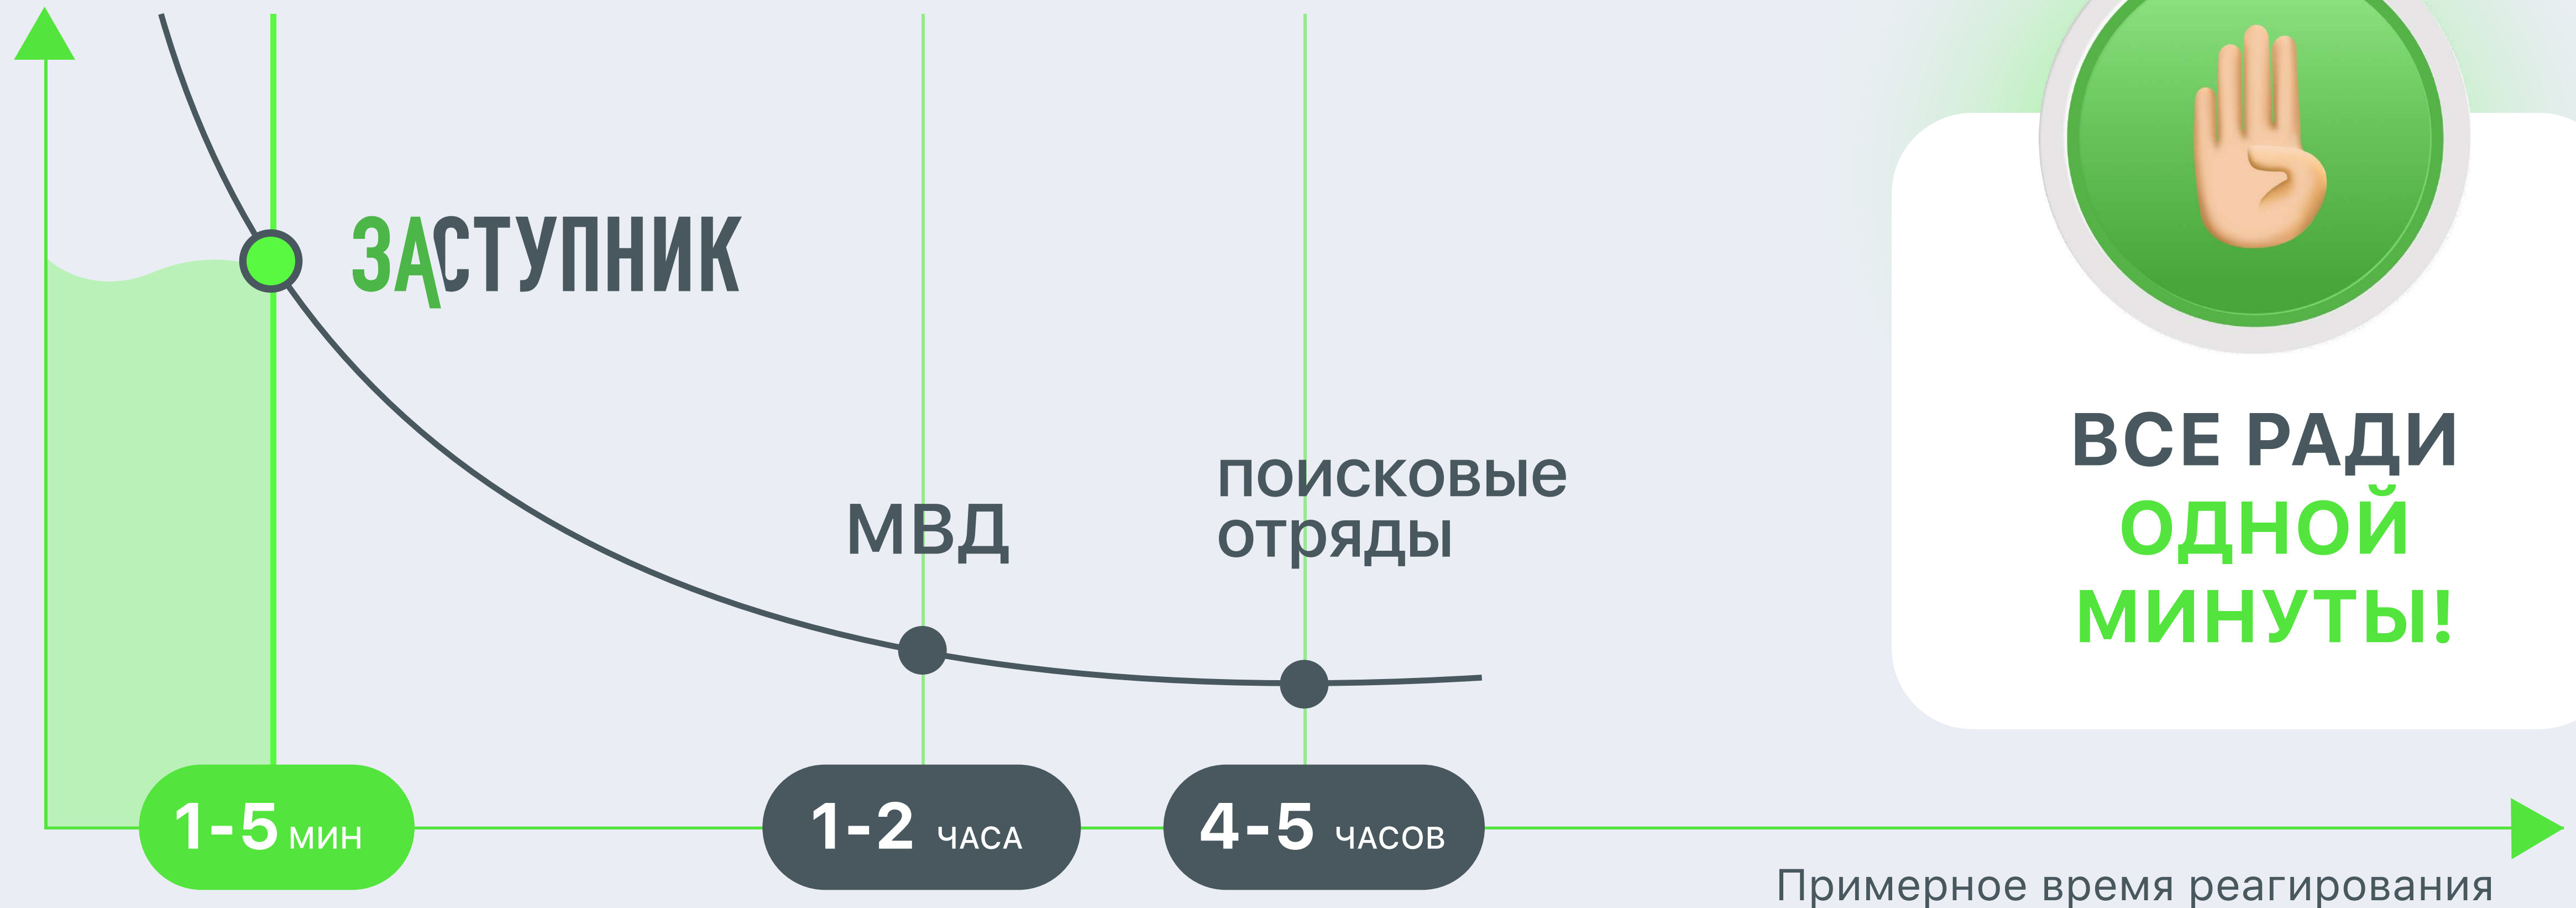 ЗАСТУПНИК
МВД
поисковые
отряды
ВСЕ РАДИ
ОДНОЙ
МИНУТЫ!
1-5 МИН
1-2 ЧАСА
4-5 ЧАСОВ
Примерное время реагирования